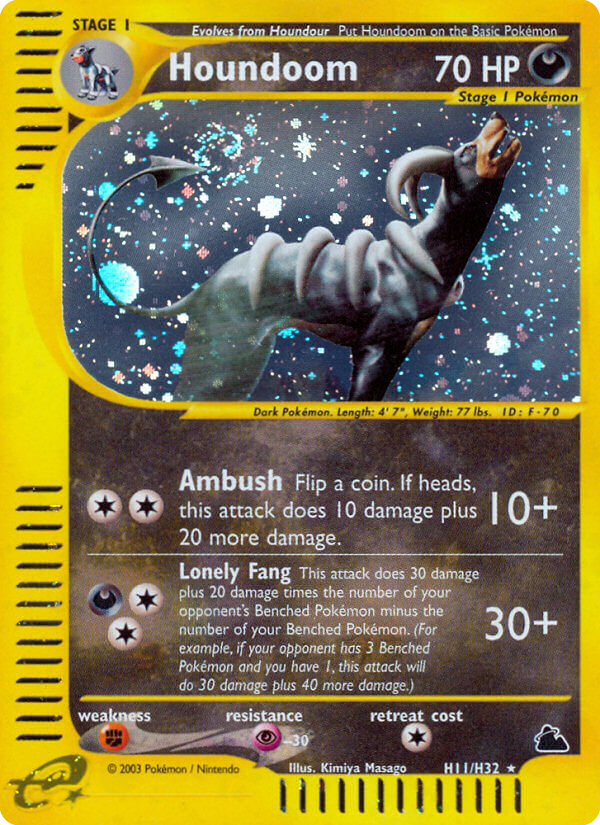 STAGE 1
Evolves from Houndour Put Houndoom on the Basic Pokémon
Houndoom 70 HP
Stage 1 Pokémon
Dark Pokémon. Length: 4' 7", Weight: 77 lbs. ID: F-70
Ambush Flip a coin. If heads,
this attack does 10 damage plus
20 more damage.
10+
Lonely Fang This attack does 30 damage
plus 20 damage times the number of your
opponent's Benched Pokémon minus the
number of your Benched Pokémon. (For
example, if your opponent has 3 Benched
Pokémon and you have 1, this attack will
do 30 damage plus 40 more damage.)
30+
weakness resistance retreat cost
-30
© 2003 Pokémon / Nintendo Illus. Kimiya Masago H11/H32 ★
e